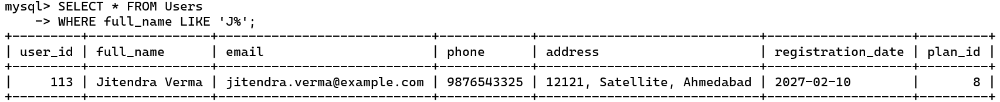 mysql> SELECT * FROM Users
    -> WHERE full_name LIKE 'J%';
+---------+----------------+----------------------------+------------+-----------------------------+-------------------+---------+
| user_id | full_name      | email                      | phone      | address                     | registration_date | plan_id |
+---------+----------------+----------------------------+------------+-----------------------------+-------------------+---------+
|     113 | Jitendra Verma | jitendra.verma@example.com | 9876543325 | 12121, Satellite, Ahmedabad | 2027-02-10        |       8 |
+---------+----------------+----------------------------+------------+-----------------------------+-------------------+---------+